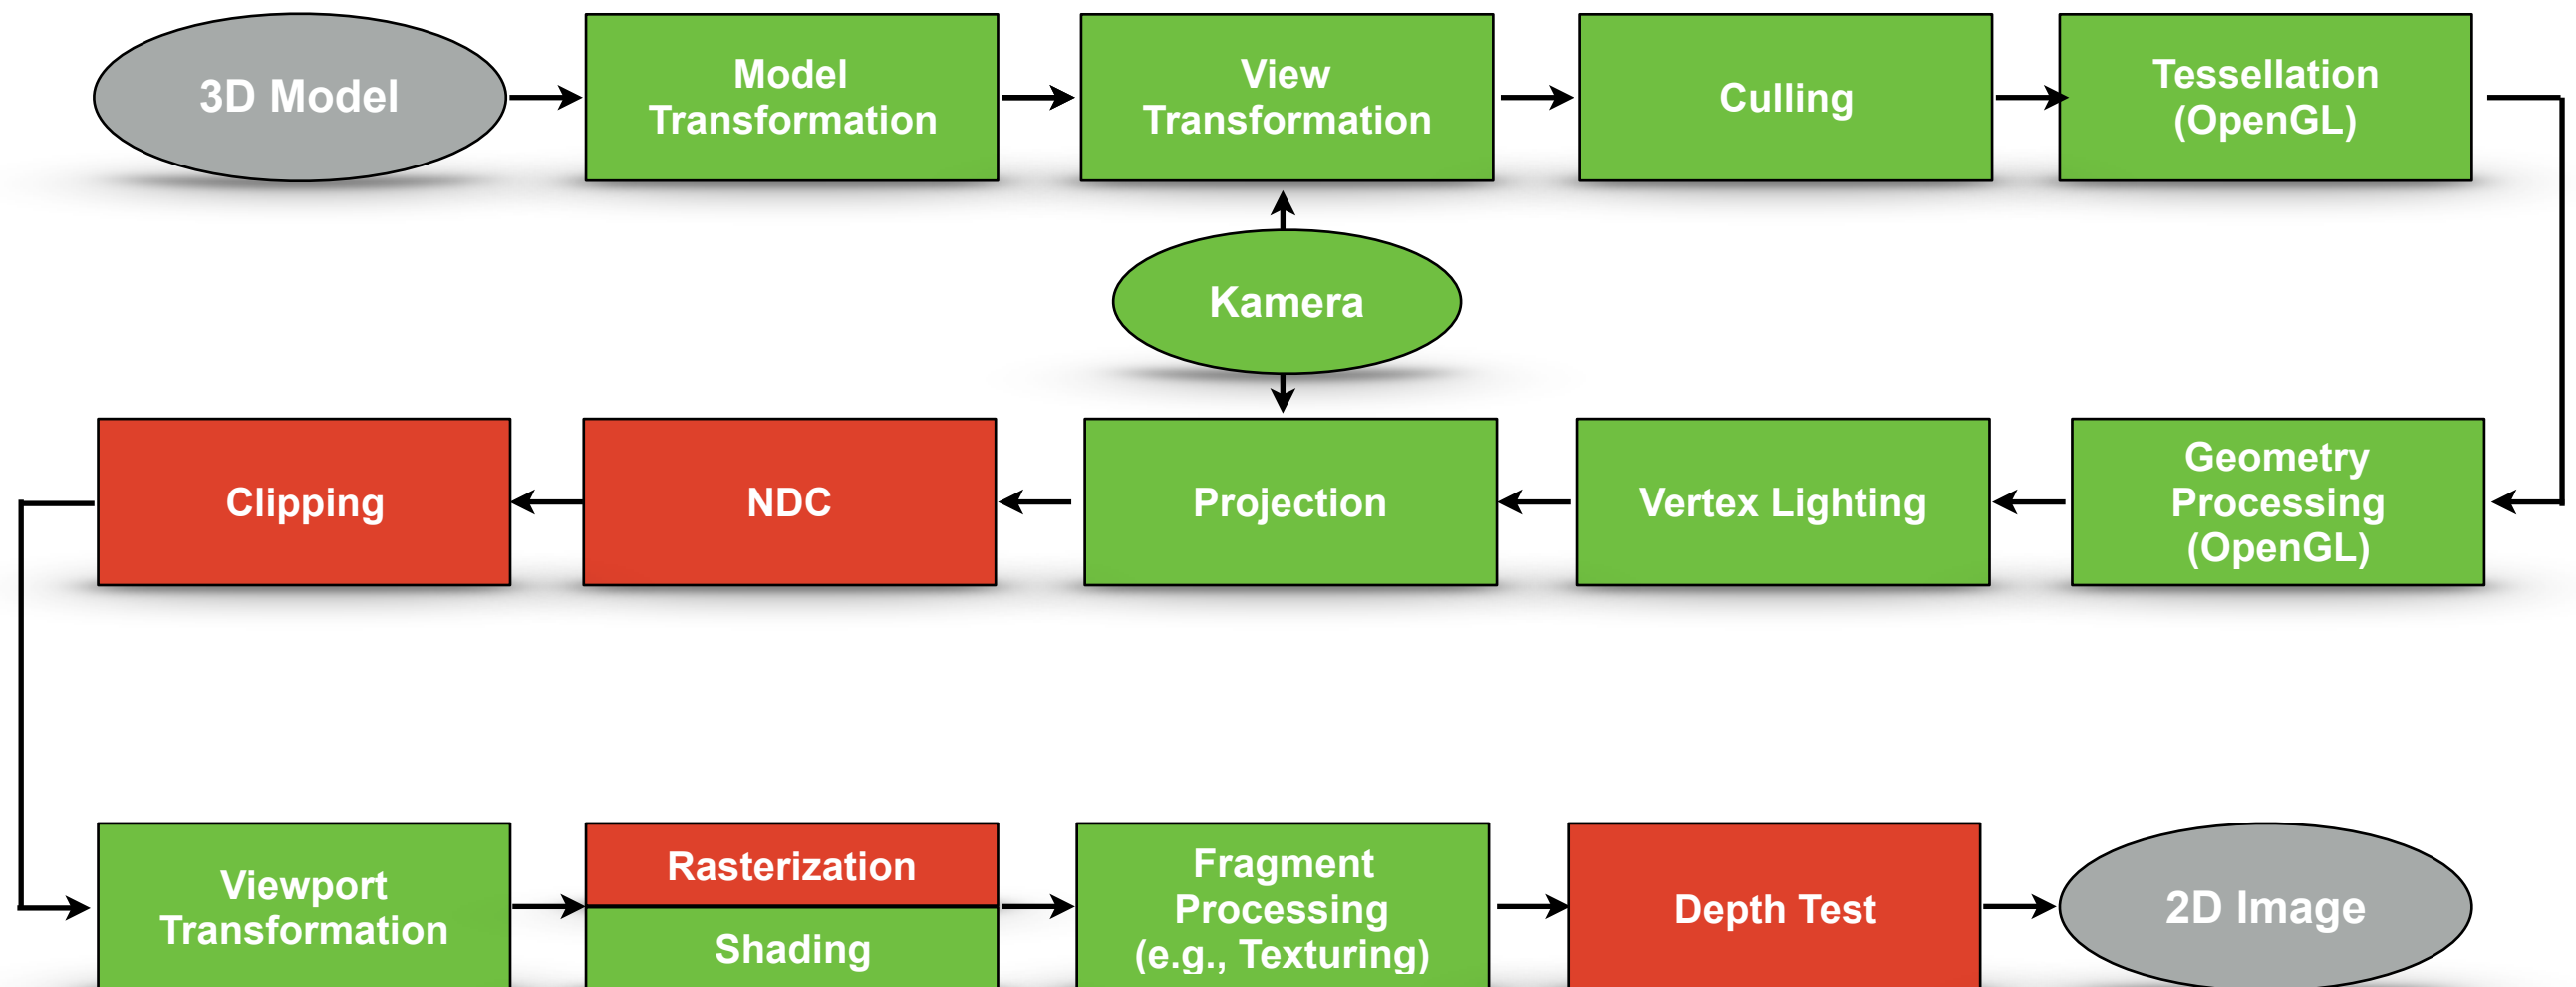 3D Model
Model
Transformation
View
Transformation
Culling
Tessellation
(OpenGL)
Kamera
Clipping
NDC
Projection
Vertex Lighting
Geometry
Processing
(OpenGL)
Viewport
Transformation
Rasterization
Shading
Fragment
Processing
(e.g., Texturing)
Depth Test
2D Image